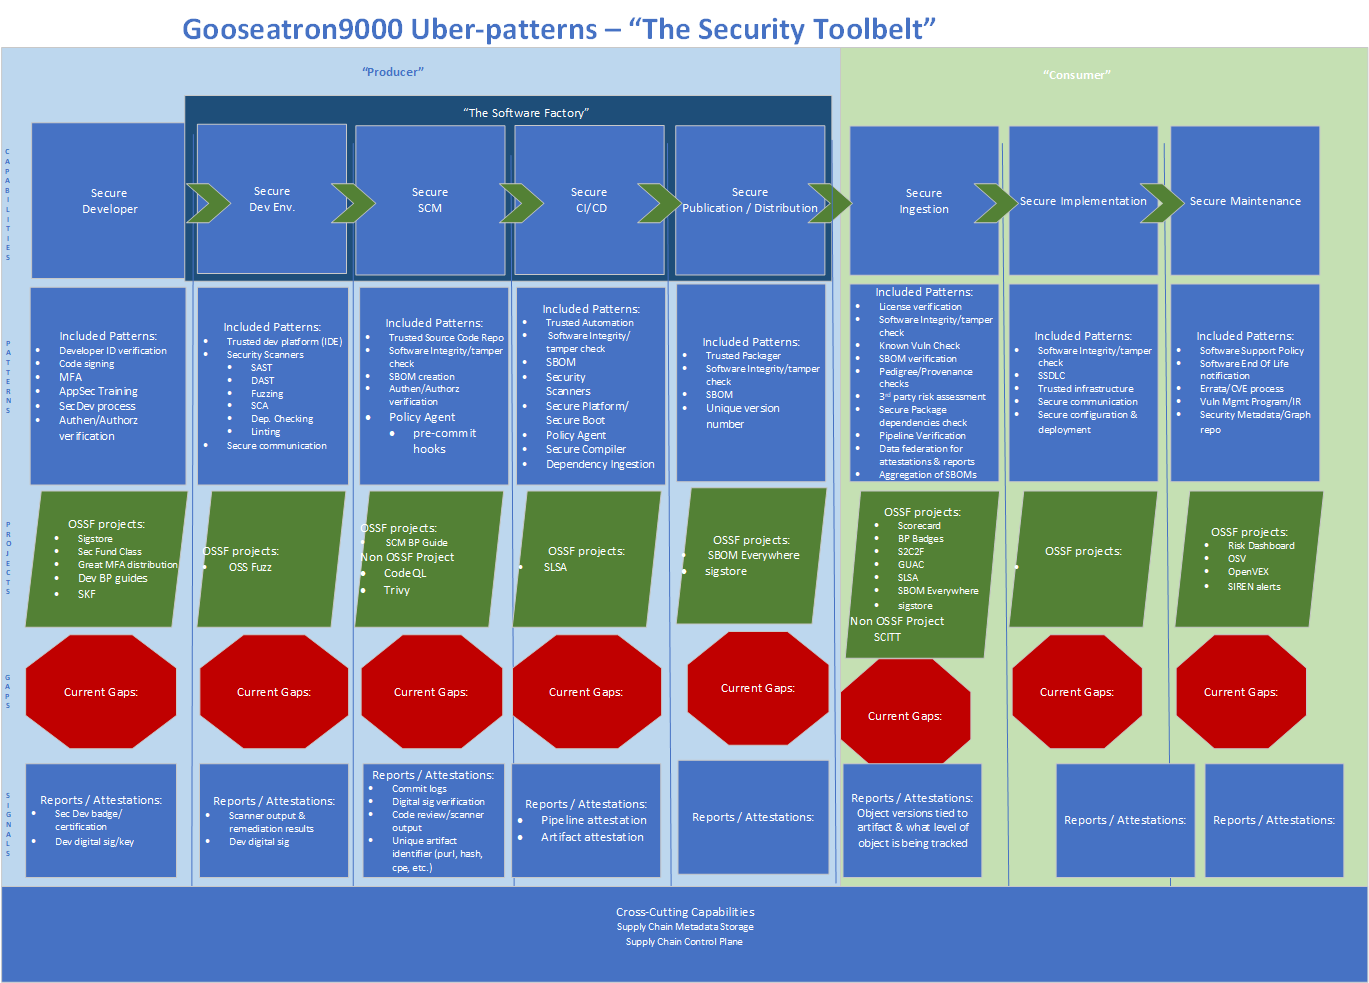 Gooseatron9000 Uber-patterns – “The Security Toolbelt”
“Producer”
“Consumer”
“The Software Factory”
CAPABILITIES
Secure
Developer
Secure
Dev Env.
Secure
SCM
Secure
CI/CD
Secure
Publication / Distribution
Secure
Ingestion
Secure Implementation
Secure Maintenance
PATTERNS
Included Patterns:
• Developer ID verification
• Code signing
• MFA
• AppSec Training
• SecDev process
• Authen/Authorz
verification
Included Patterns:
• Trusted dev platform (IDE)
• Security Scanners
• SAST
• DAST
• Fuzzing
• SCA
• Dep. Checking
• Linting
• Secure communication
Included Patterns:
• Trusted Source Code Repo
• Software Integrity/tamper
check
• SBOM creation
• Authen/Authorz
verification
• Policy Agent
• pre-commit
hooks
Included Patterns:
• Trusted Automation
• Software Integrity/
tamper check
• SBOM
• Security
Scanners
• Secure Platform/
Secure Boot
• Policy Agent
• Secure Compiler
• Dependency Ingestion
Included Patterns:
• Trusted Packager
• Software Integrity/tamper
check
• SBOM
• Unique version
number
Included Patterns:
• License verification
• Software Integrity/tamper
check
• Known Vuln Check
• SBOM verification
• Pedigree/Provenance
checks
• 3rd party risk assessment
• Secure Package
dependencies check
• Pipeline Verification
• Data federation for
attestations & reports
• Aggregation of SBOMs
Included Patterns:
• Software Integrity/tamper
check
• SSDLC
• Trusted infrastructure
• Secure communication
• Secure configuration &
deployment
Included Patterns:
• Software Support Policy
• Software End Of Life
notification
• Errata/CVE process
• Vuln Mgmt Program/IR
• Security Metadata/Graph
repo
PROJECTS
OSSF projects:
• Sigstore
• Sec Fund Class
• Great MFA distribution
• Dev BP guides
• SKF
OSSF projects:
• OSS Fuzz
OSSF projects:
• SCM BP Guide
Non OSSF Project
• CodeQL
• Trivy
OSSF projects:
• SLSA
OSSF projects:
• SBOM Everywhere
• sigstore
OSSF projects:
• Scorecard
• BP Badges
• S2C2F
• GUAC
• SLSA
• SBOM Everywhere
• sigstore
Non OSSF Project
SCITT
OSSF projects:
•
OSSF projects:
• Risk Dashboard
• OSV
• OpenVEX
• SIREN alerts
GAPS
Current Gaps:
Current Gaps:
Current Gaps:
Current Gaps:
Current Gaps:
Current Gaps:
Current Gaps:
Current Gaps:
SIGNALS
Reports / Attestations:
• Sec Dev badge/
certification
• Dev digital sig/key
Reports / Attestations:
• Scanner output &
remediation results
• Dev digital sig
Reports / Attestations:
• Commit logs
• Digital sig verification
• Code review/scanner
output
• Unique artifact
identifier (purl, hash,
cpe, etc.)
Reports / Attestations:
• Pipeline attestation
• Artifact attestation
Reports / Attestations:
Reports / Attestations:
Object versions tied to
artifact & what level of
object is being tracked
Reports / Attestations:
Reports / Attestations:
Cross-Cutting Capabilities
Supply Chain Metadata Storage
Supply Chain Control Plane